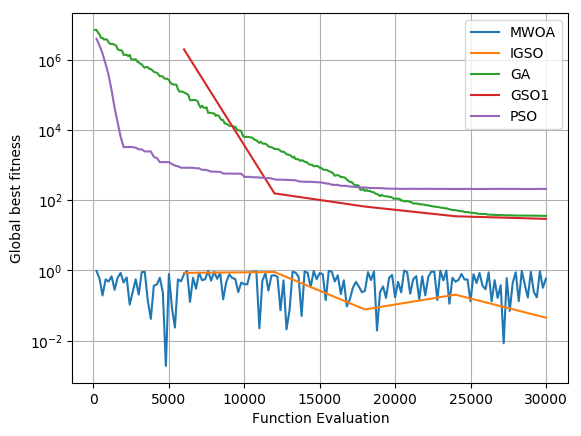 MWOA
IGSO
GA
GSO1
PSO
Global best fitness
10^6
10^4
10^2
10^0
10^−2
0 5000 10000 15000 20000 25000 30000
Function Evaluation